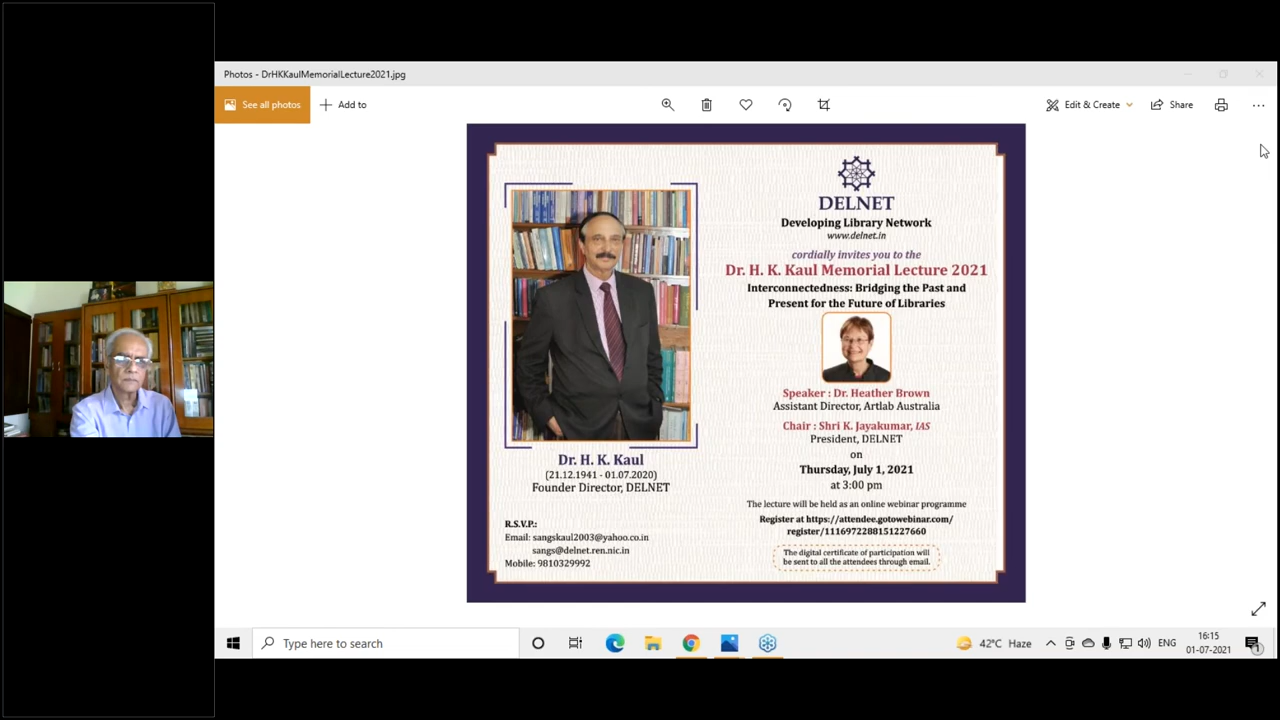 Photos - DrHKKaulMemorialLecture2021.jpg
See all photos
Add to
Edit & Create
Share
DELNET
Developing Library Network
www.delnet.in
cordially invites you to the
Dr. H. K. Kaul Memorial Lecture 2021
Interconnectedness: Bridging the Past and
Present for the Future of Libraries
Speaker : Dr. Heather Brown
Assistant Director, Artlab Australia
Chair : Shri K. Jayakumar, IAS
President, DELNET
on
Thursday, July 1, 2021
at 3:00 pm
The lecture will be held as an online webinar programme
Register at https://attendee.gotowebinar.com/
register/1116972288151227660
The digital certificate of participation will
be sent to all the attendees through email.
Dr. H. K. Kaul
(21.12.1941 - 01.07.2020)
Founder Director, DELNET
R.S.V.P.:
Email: sangskaul2003@yahoo.co.in
sangs@delnet.ren.nic.in
Mobile: 9810329992
Type here to search
42°C Haze
ENG
16:15
01-07-2021
1